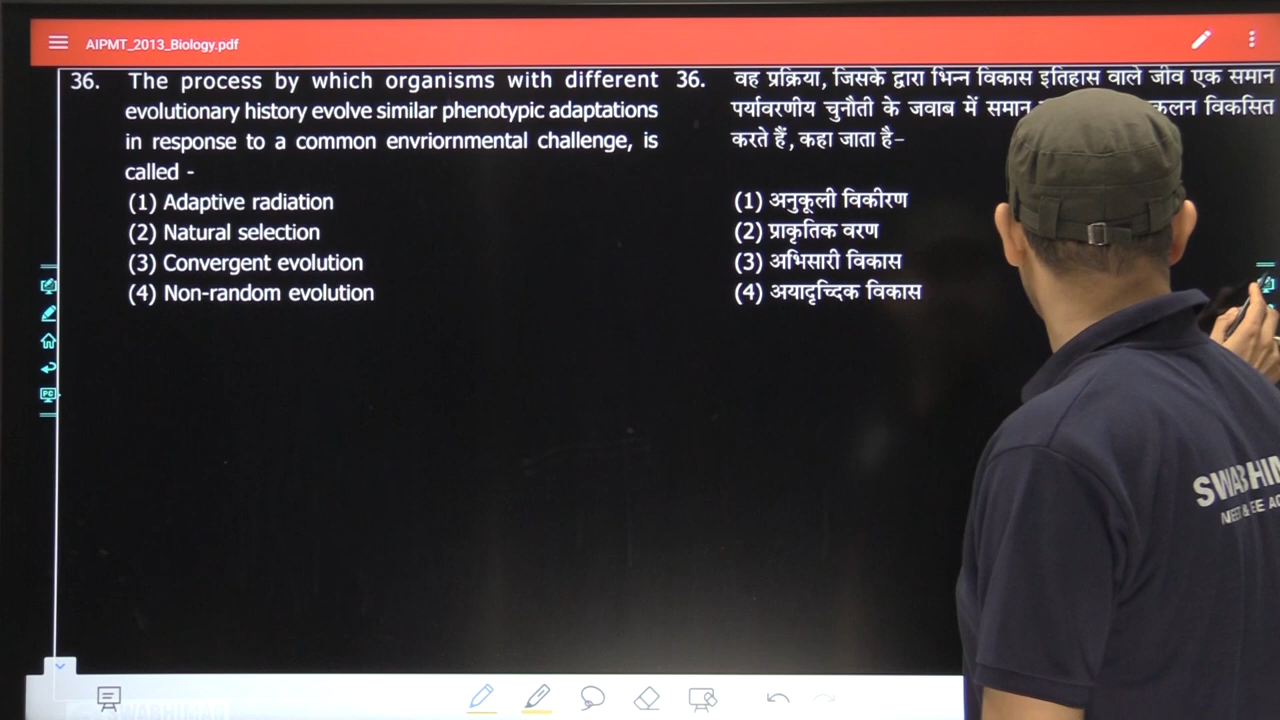 AIPMT_2013_Biology.pdf
36. The process by which organisms with different
evolutionary history evolve similar phenotypic adaptations
in response to a common envriornmental challenge, is
called -
(1) Adaptive radiation
(2) Natural selection
(3) Convergent evolution
(4) Non-random evolution
36. वह प्रक्रिया, जिसके द्वारा भिन्न विकास इतिहास वाले जीव एक समान
पर्यावरणीय चुनौती के जवाब में समान विकसित
करते हैं, कहा जाता है-
(1) अनुकूली विकीरण
(2) प्राकृतिक वरण
(3) अभिसारी विकास
(4) अयादृच्दिक विकास
PC
SWABHIMAN